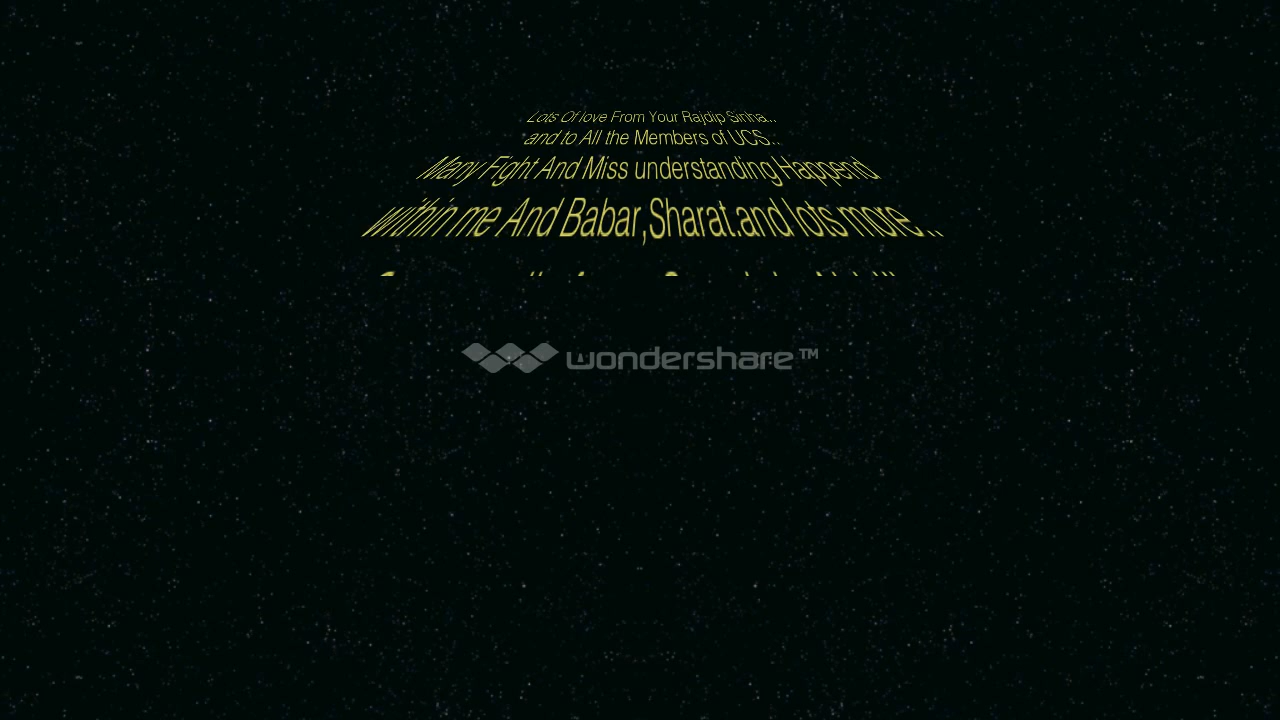 Lots Of love From Your Rajdip Sinha...
and to All the Members of UCS..
Many Fight And Miss understanding Happend
within me And Babar,Sharat.and lots more..
wondershare™